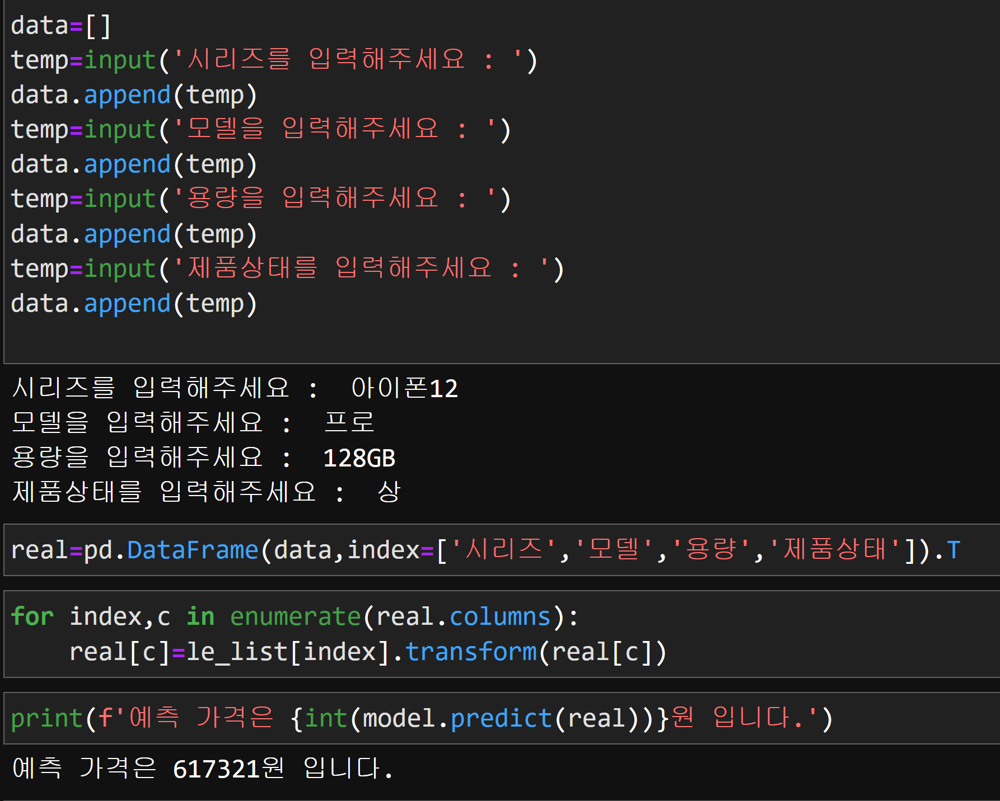 data=[]
temp=input('시리즈를 입력해주세요 : ')
data.append(temp)
temp=input('모델을 입력해주세요 : ')
data.append(temp)
temp=input('용량을 입력해주세요 : ')
data.append(temp)
temp=input('제품상태를 입력해주세요 : ')
data.append(temp)
시리즈를 입력해주세요 :  아이폰12
모델을 입력해주세요 :  프로
용량을 입력해주세요 :  128GB
제품상태를 입력해주세요 :  상
real=pd.DataFrame(data,index=['시리즈','모델','용량','제품상태']).T
for index,c in enumerate(real.columns):
    real[c]=le_list[index].transform(real[c])
print(f'예측 가격은 {int(model.predict(real))}원 입니다.')
예측 가격은 617321원 입니다.